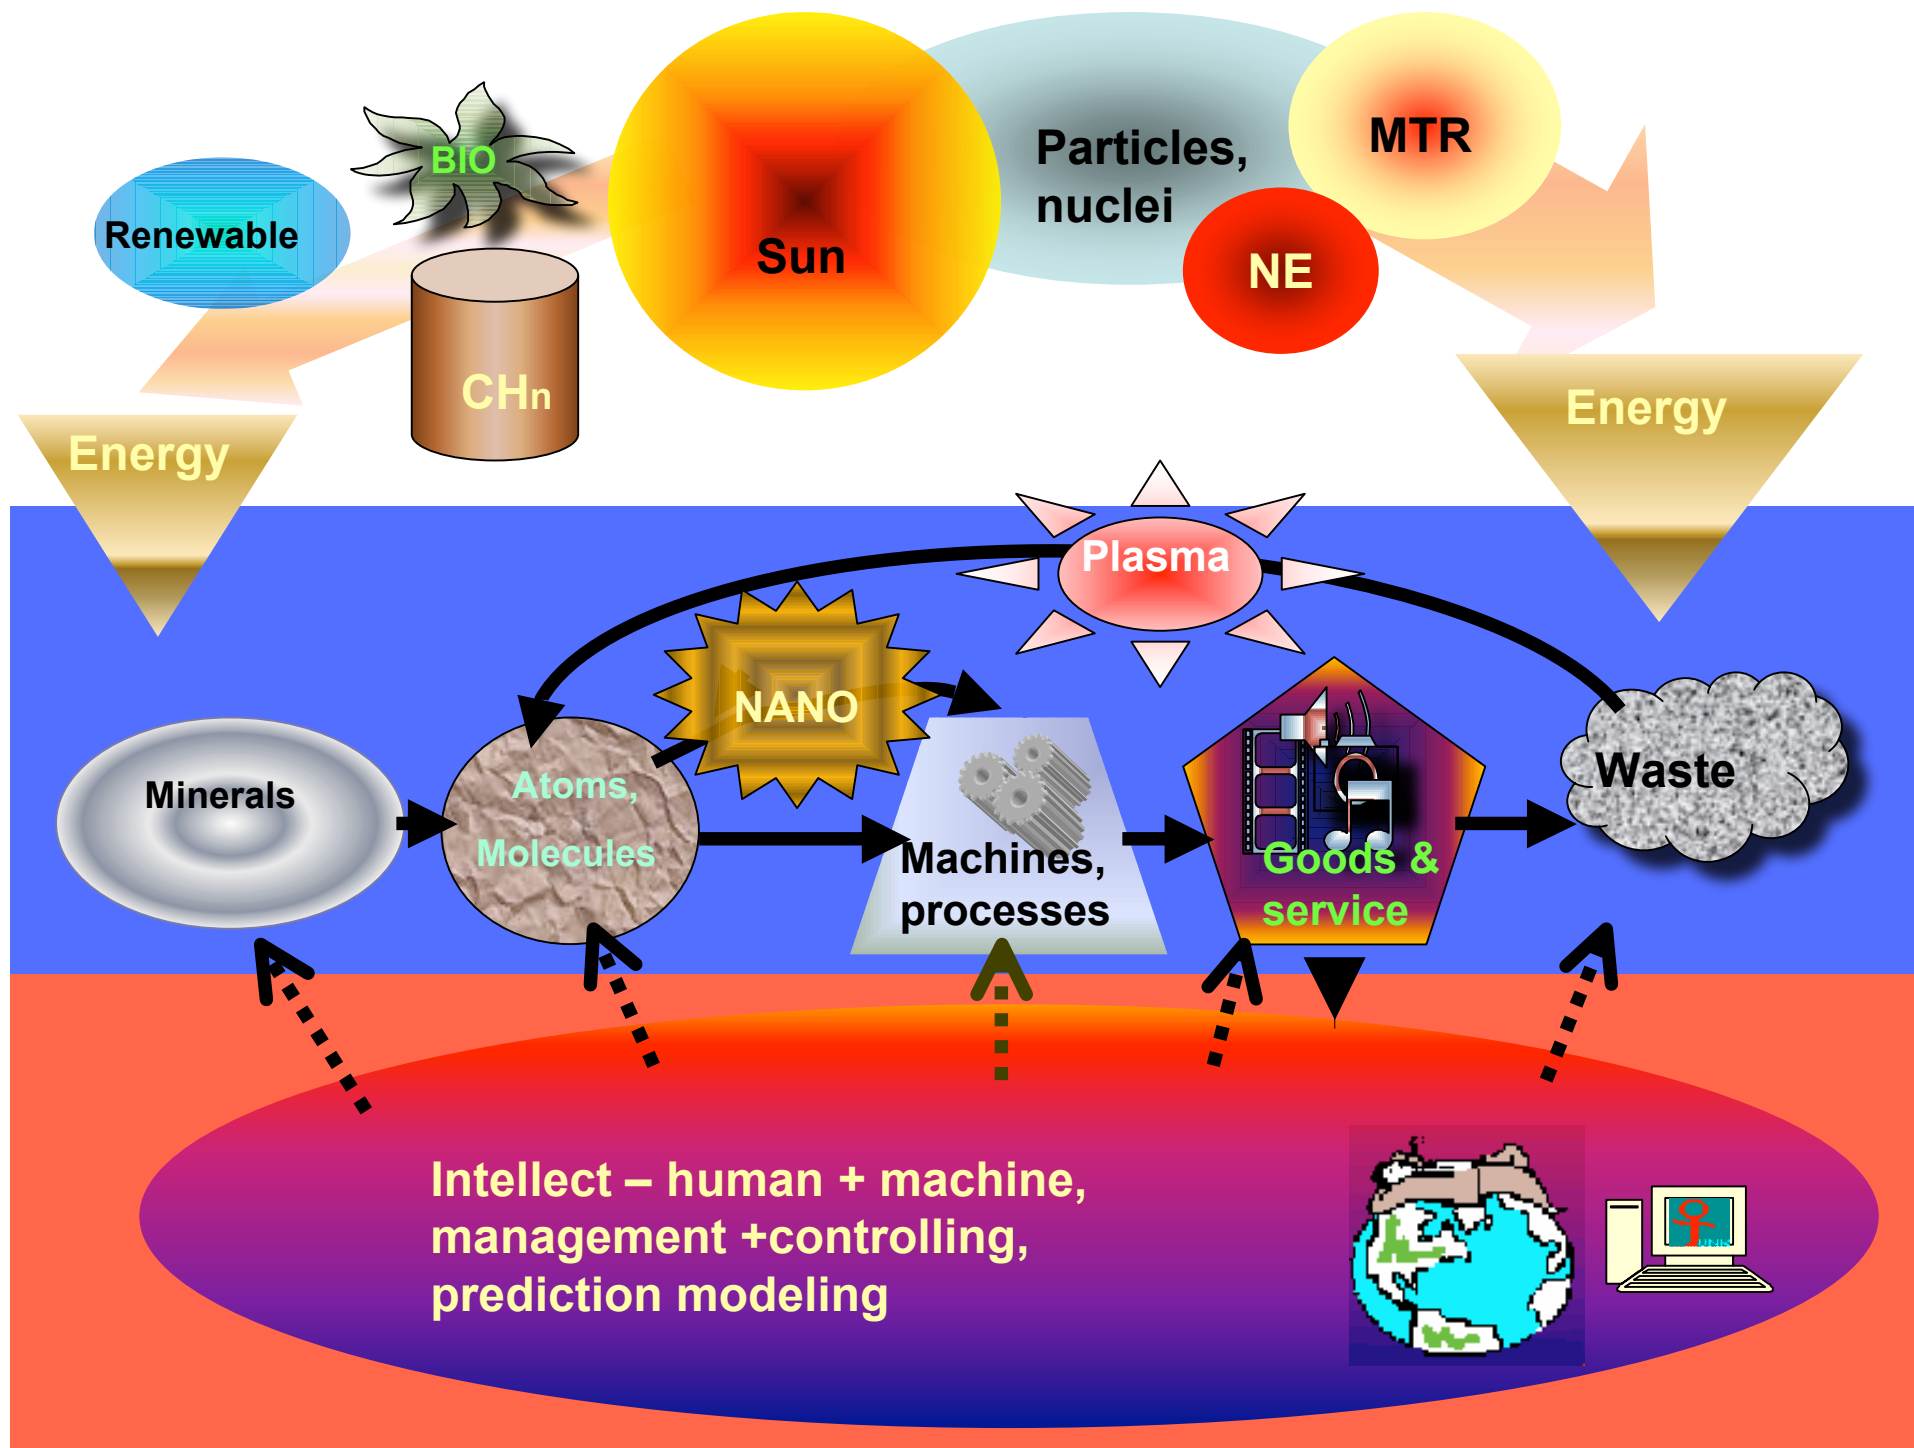 BIO
Renewable
Sun
Particles,
nuclei
MTR
NE
CHn
Energy
Energy
Plasma
NANO
Minerals
Atoms,
Molecules
Machines,
processes
Goods &
service
Waste
Intellect – human + machine,
management +controlling,
prediction modeling